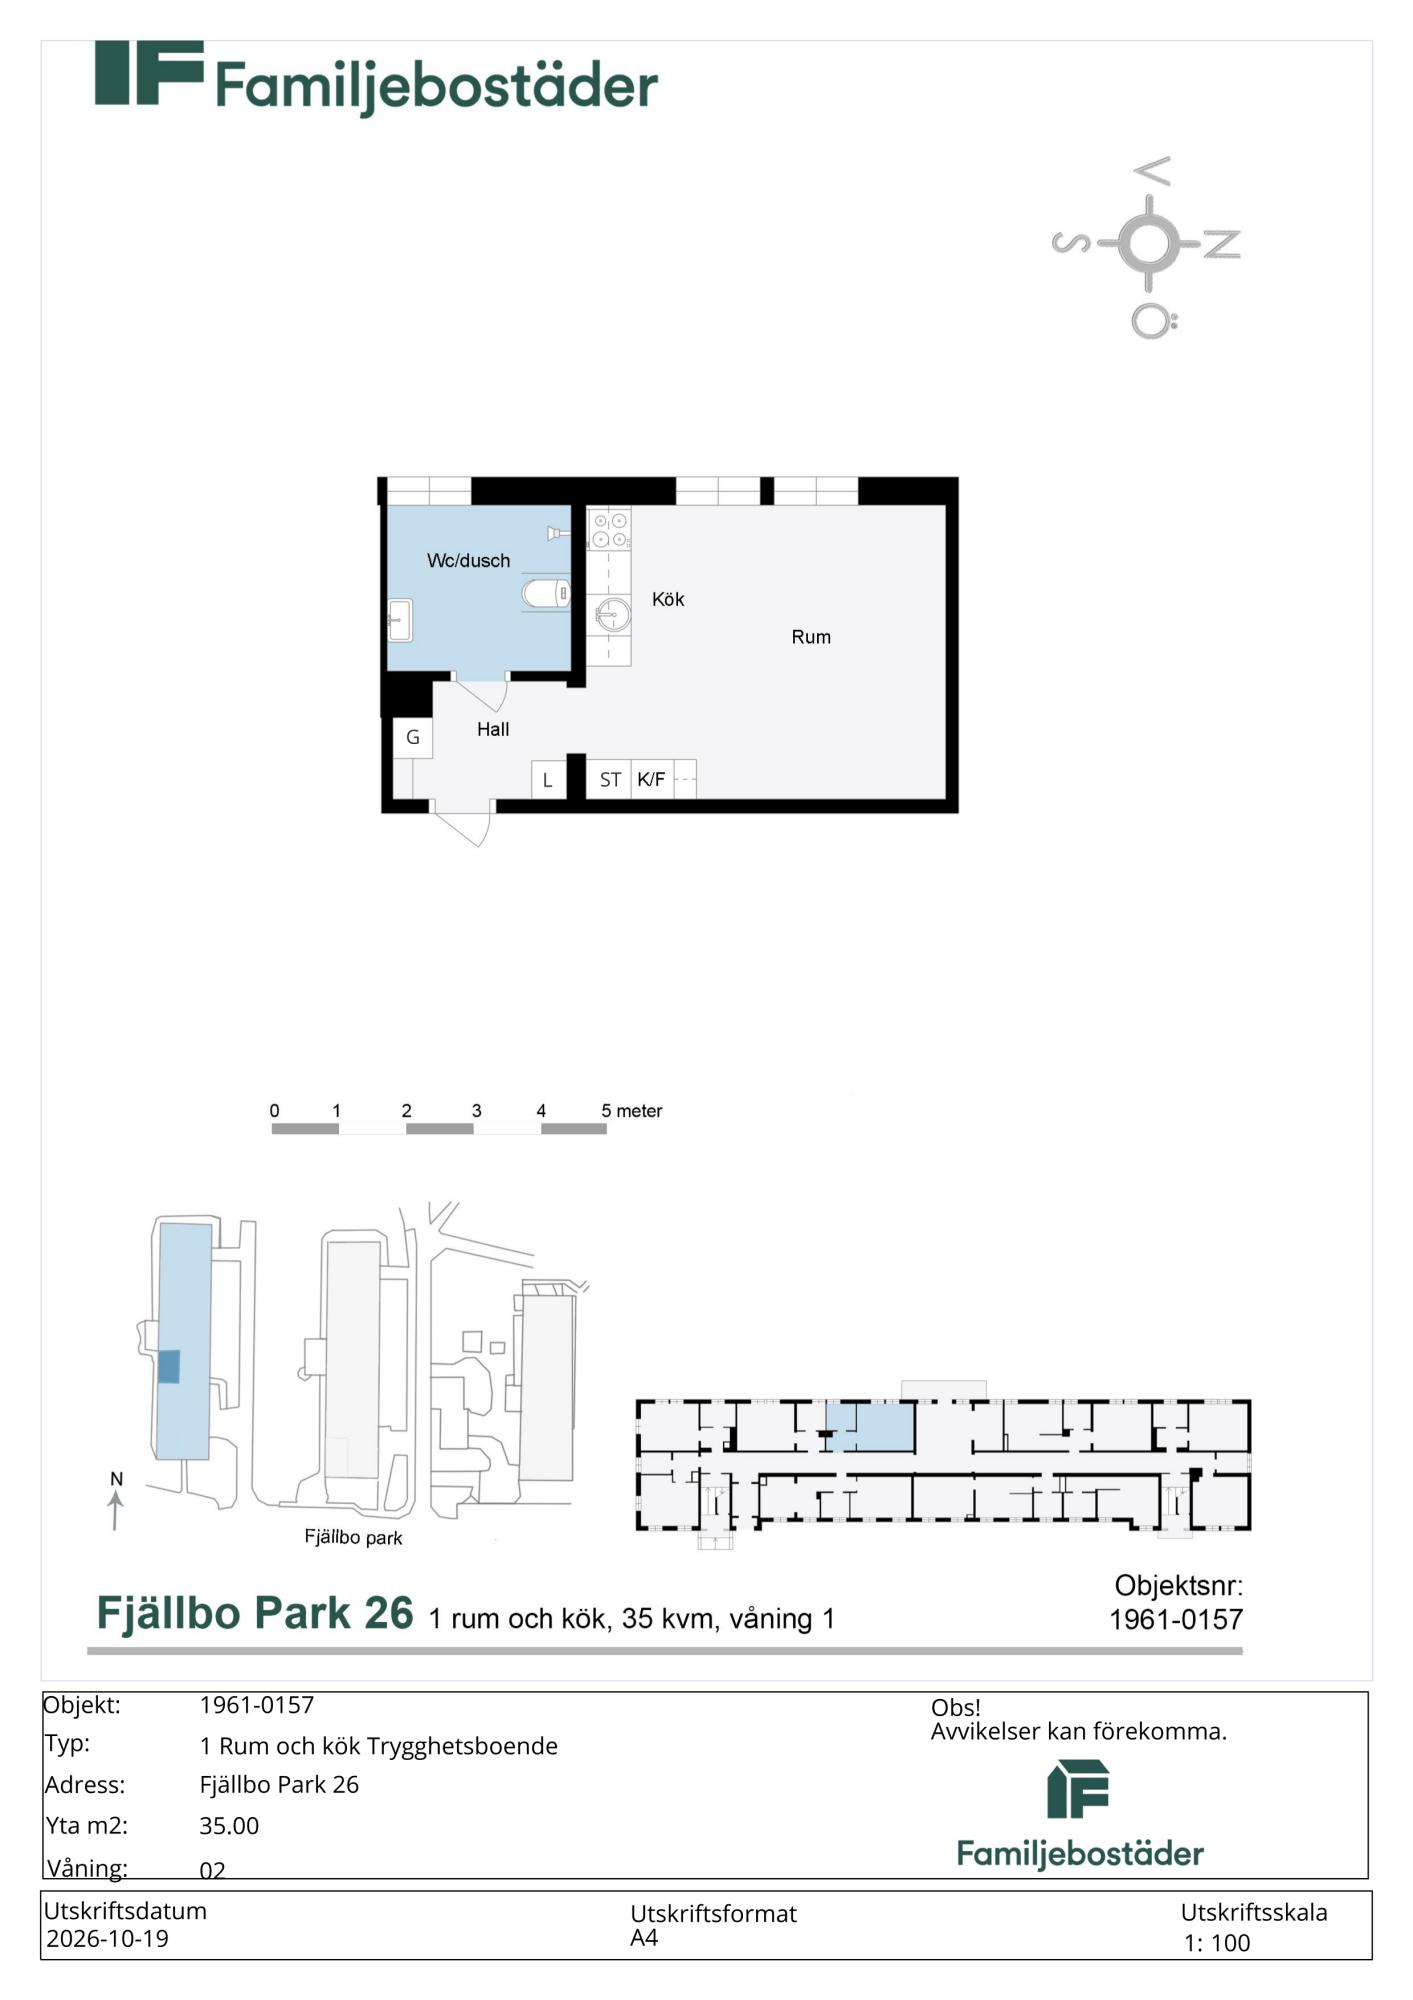 Familjebostäder
V
S
N
Ö
Wc/dusch
Kök
Rum
Hall
G
L
ST
K/F
0 1 2 3 4 5 meter
N
Fjällbo park
Objektsnr:
Fjällbo Park 26 1 rum och kök, 35 kvm, våning 1
1961-0157
Objekt: 1961-0157
Typ: 1 Rum och kök Trygghetsboende
Adress: Fjällbo Park 26
Yta m2: 35.00
Våning: 02
Obs!
Avvikelser kan förekomma.
Familjebostäder
Utskriftsdatum
2026-10-19
Utskriftsformat
A4
Utskriftsskala
1: 100